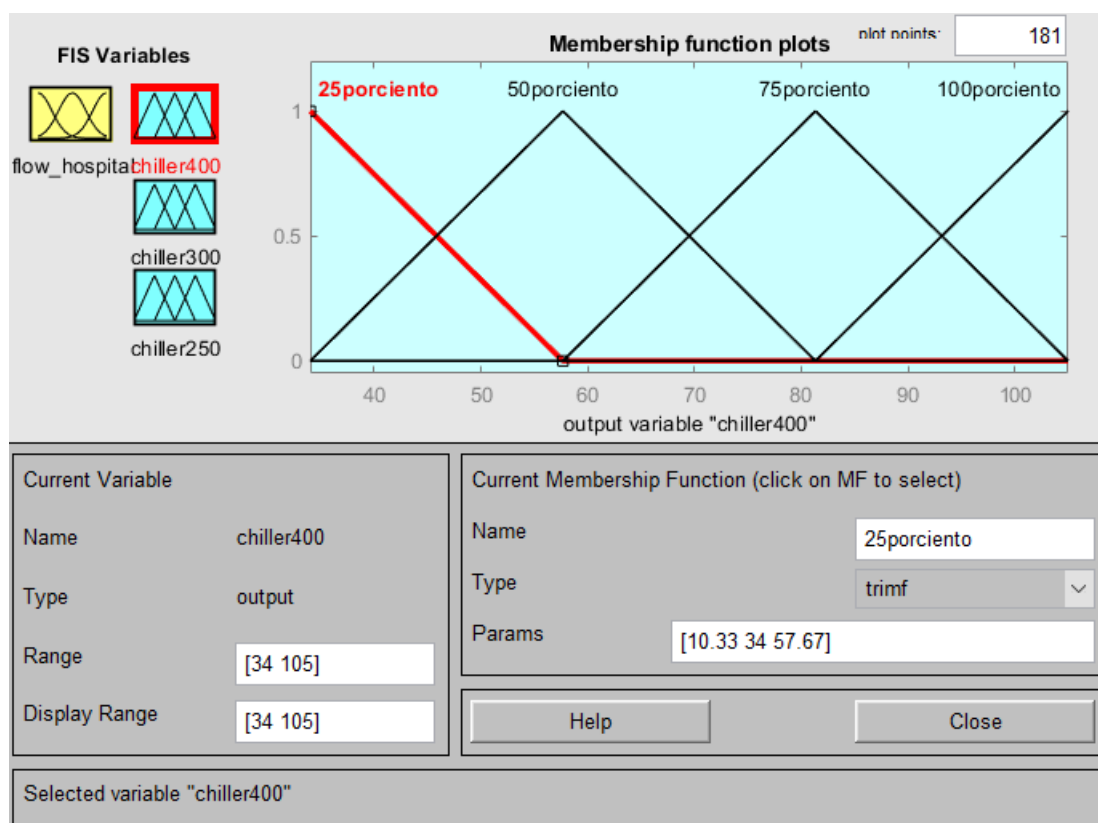 FIS Variables
flow_hospital
chiller400
chiller300
chiller250
Membership function plots
plot points:
181
25porciento
50porciento
75porciento
100porciento
1
0.5
0
40
50
60
70
80
90
100
output variable "chiller400"
Current Variable
Name
chiller400
Type
output
Range
[34 105]
Display Range
[34 105]
Current Membership Function (click on MF to select)
Name
25porciento
Type
trimf
Params
[10.33 34 57.67]
Help
Close
Selected variable "chiller400"